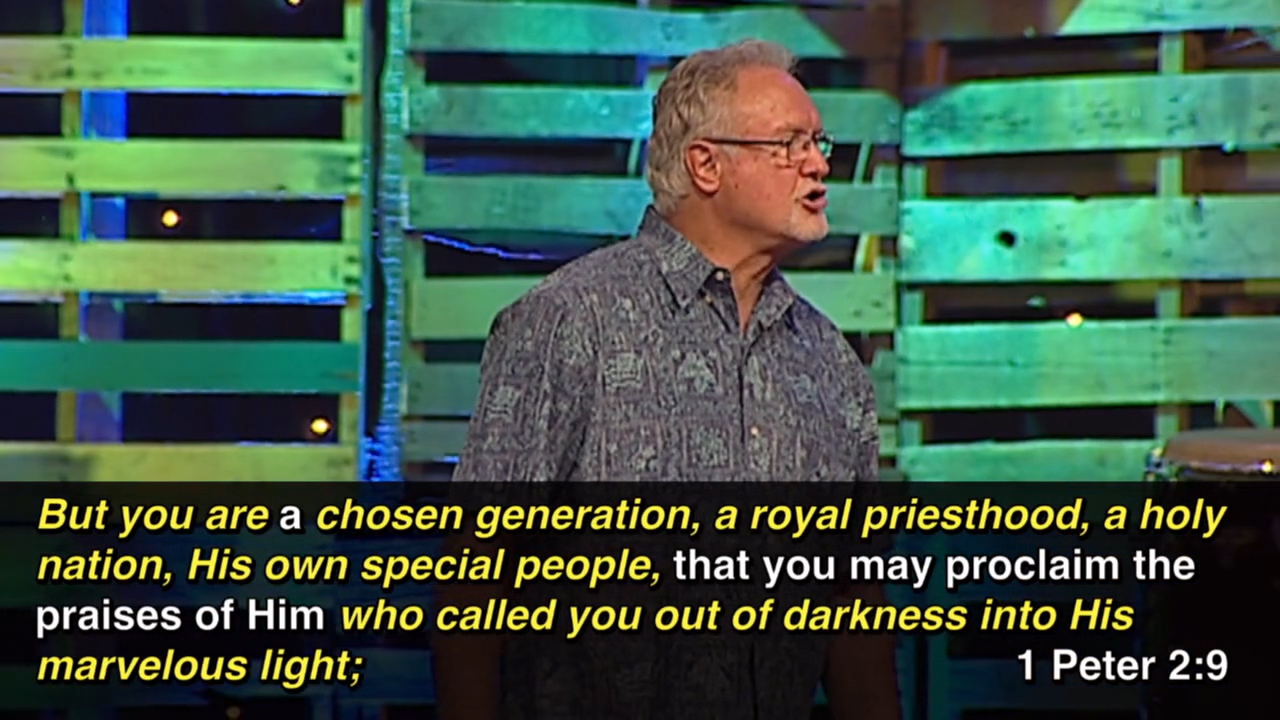 But you are a chosen generation, a royal priesthood, a holy
nation, His own special people, that you may proclaim the
praises of Him who called you out of darkness into His
marvelous light; 1 Peter 2:9